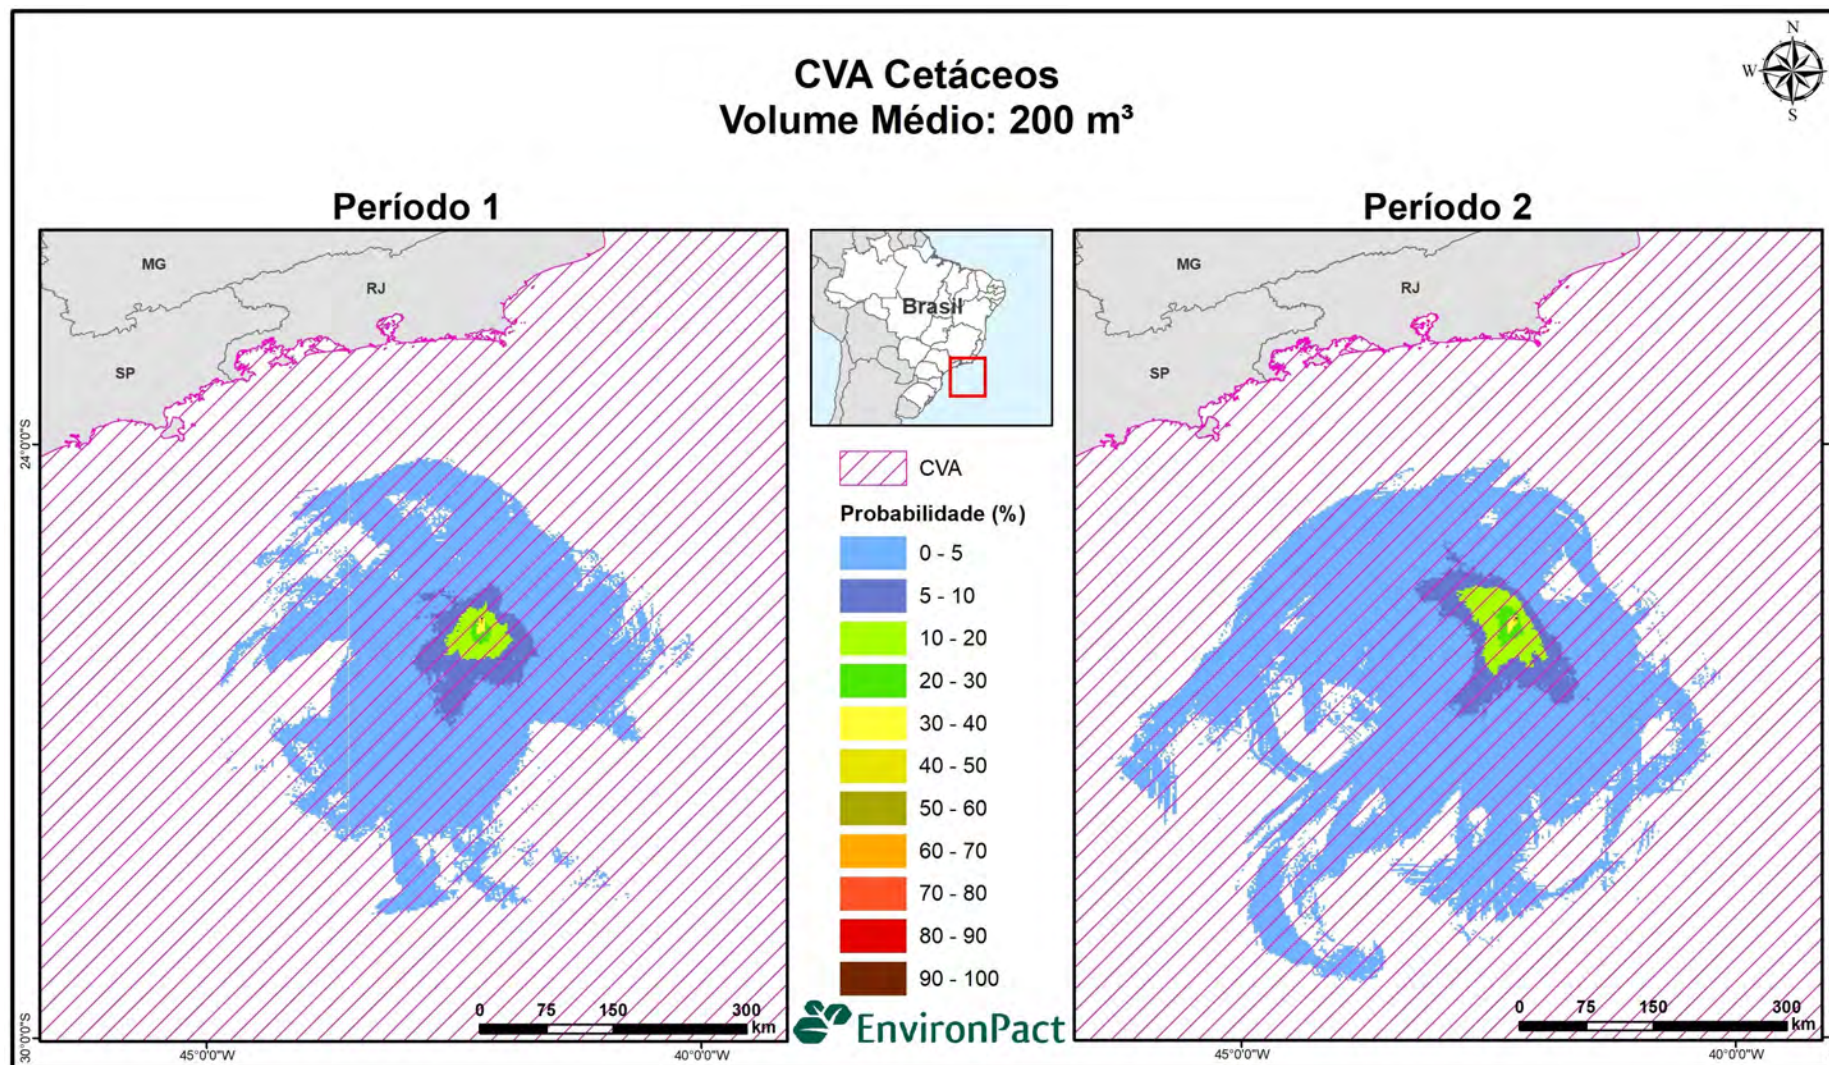 CVA Cetáceos
Volume Médio: 200 m³
N
W
S
Período 1
MG
RJ
SP
24°0'0"S
30°0'0"S
45°0'0"W
40°0'0"W
0
75
150
300
km
Brasil
CVA
Probabilidade (%)
0 - 5
5 - 10
10 - 20
20 - 30
30 - 40
40 - 50
50 - 60
60 - 70
70 - 80
80 - 90
90 - 100
EnvironPact
Período 2
MG
RJ
SP
45°0'0"W
40°0'0"W
0
75
150
300
km